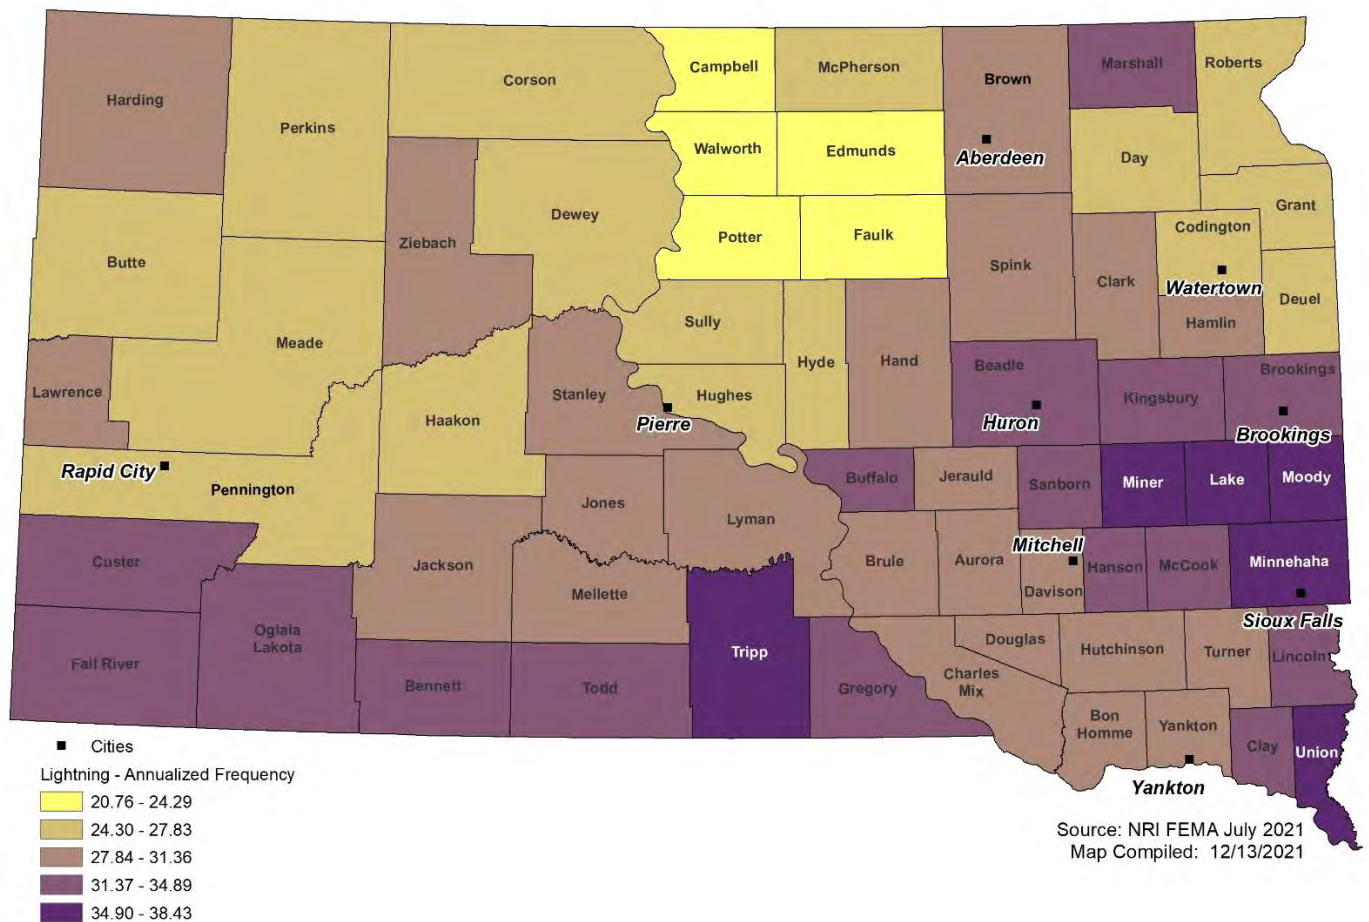 Harding
Perkins
Corson
Campbell
McPherson
Brown
Marshall
Roberts
Walworth
Edmunds
Aberdeen
Day
Butte
Ziebach
Dewey
Potter
Faulk
Spink
Clark
Codington
Grant
Watertown
Hamlin
Deuel
Meade
Sully
Hyde
Hand
Lawrence
Haakon
Stanley
Hughes
Pierre
Beadle
Huron
Kingsbury
Brookings
Brookings
Rapid City
Pennington
Jones
Lyman
Buffalo
Jerauld
Sanborn
Miner
Lake
Moody
Custer
Jackson
Mellette
Brule
Aurora
Mitchell
Davison
Hanson
McCook
Minnehaha
Sioux Falls
Fall River
Oglala
Lakota
Bennett
Todd
Tripp
Gregory
Charles
Mix
Douglas
Hutchinson
Turner
Lincoln
Bon
Homme
Yankton
Yankton
Clay
Union
Cities
Lightning - Annualized Frequency
20.76 - 24.29
24.30 - 27.83
27.84 - 31.36
31.37 - 34.89
34.90 - 38.43
Source: NRI FEMA July 2021
Map Compiled: 12/13/2021